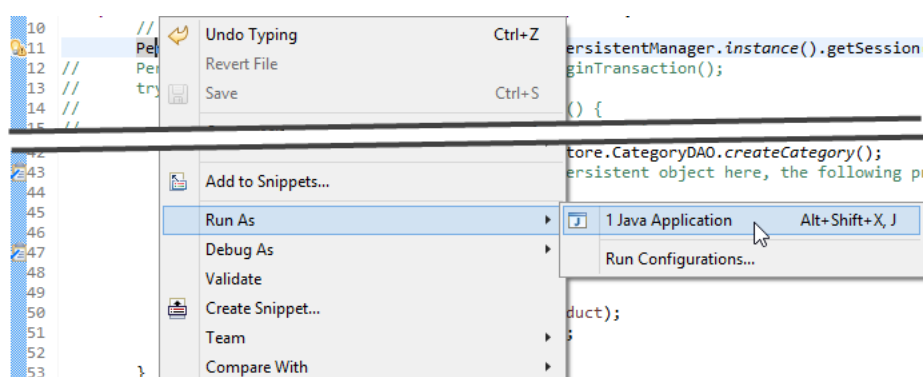 10 //
11 Pe Undo Typing Ctrl+Z ersistentManager.instance().getSession
12 // Per Revert File ginTransaction();
13 // try Save Ctrl+S
14 // () {
15 //
42 tore.CategoryDAO.createCategory();
43 Add to Snippets... ersistent object here, the following pr
44
45 Run As 1 Java Application Alt+Shift+X, J
46
47 Debug As Run Configurations...
48 Validate
49
50 Create Snippet... duct);
51 Team ;
52
53 } Compare With